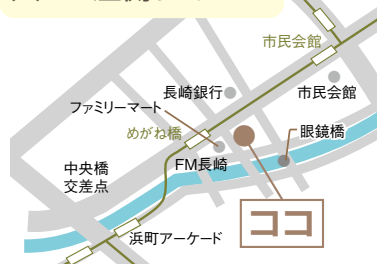 市民会館
長崎銀行
市民会館
ファミリーマート
めがね橋
眼鏡橋
FM長崎
中央橋
交差点
ココ
浜町アーケード